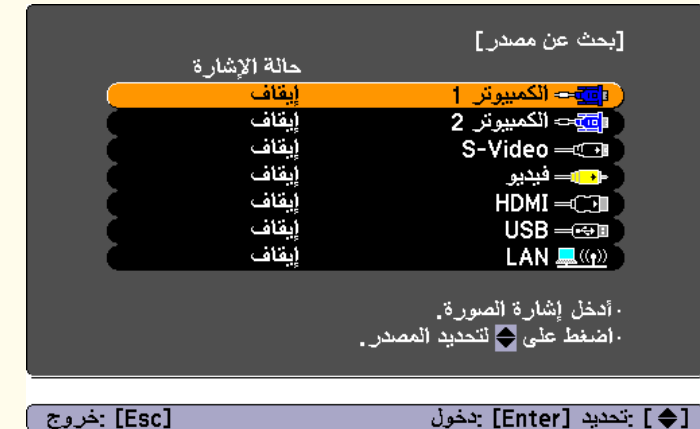 [بحث عن مصدر]
حالة الإشارة
الكمبيوتر 1 إيقاف
الكمبيوتر 2 إيقاف
S-Video إيقاف
فيديو إيقاف
HDMI إيقاف
USB إيقاف
LAN إيقاف
·أدخل إشارة الصورة.
·اضغط على لتحديد المصدر.
[ ] :تحديد [Enter] :دخول [Esc] :خروج